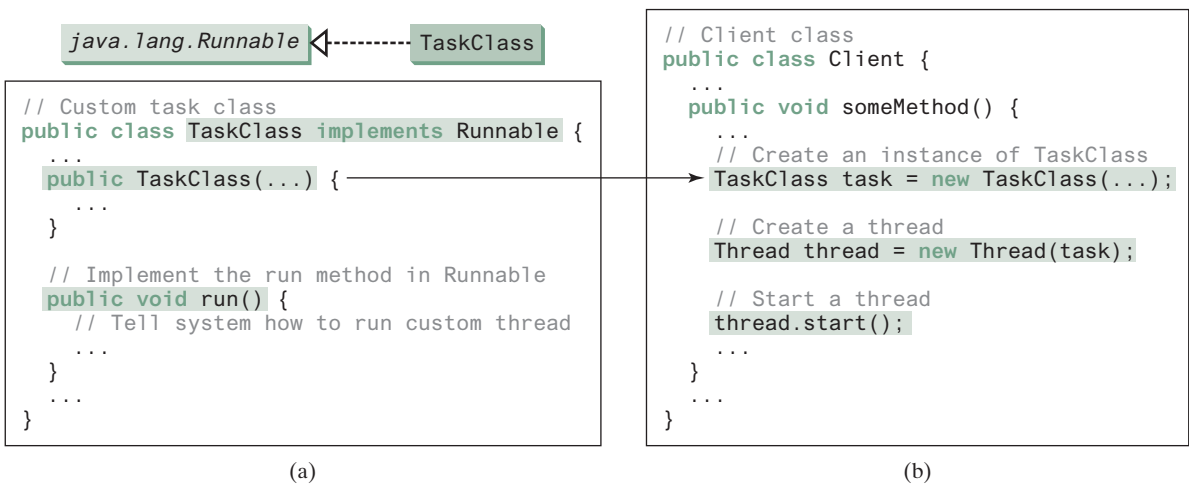 java.lang.Runnable
TaskClass
// Custom task class
public class TaskClass implements Runnable {
...
public TaskClass(...) {
...
}
// Implement the run method in Runnable
public void run() {
// Tell system how to run custom thread
...
}
...
}
(a)
// Client class
public class Client {
...
public void someMethod() {
...
// Create an instance of TaskClass
TaskClass task = new TaskClass(...);
// Create a thread
Thread thread = new Thread(task);
// Start a thread
thread.start();
...
}
...
}
(b)